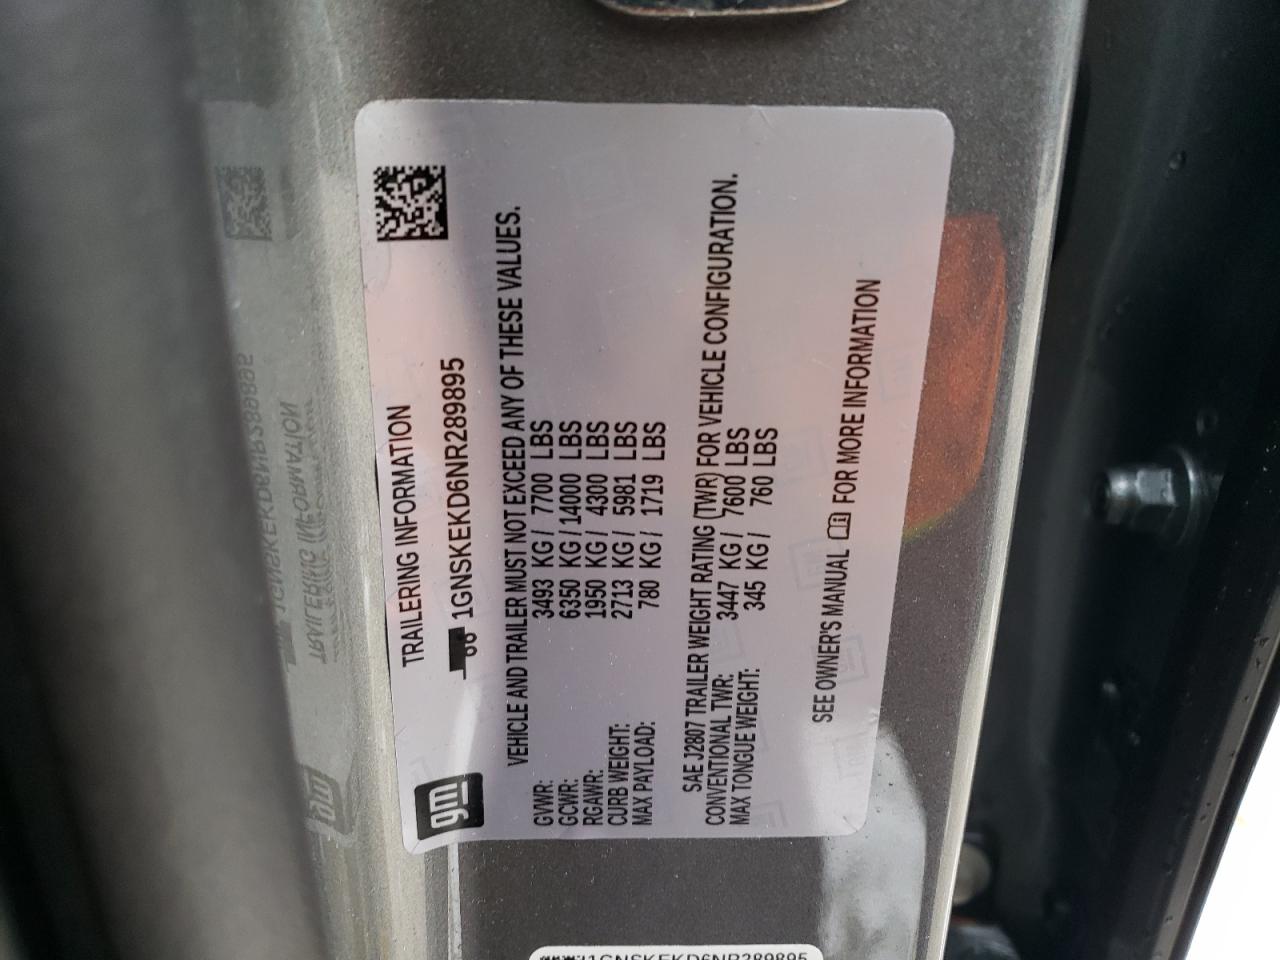 gm
TRAILERING INFORMATION
1GNSKEKD6NR289895
VEHICLE AND TRAILER MUST NOT EXCEED ANY OF THESE VALUES.
GVWR: 3493 KG / 7700 LBS
GCWR: 6350 KG / 14000 LBS
RGAWR: 1950 KG / 4300 LBS
CURB WEIGHT: 2713 KG / 5981 LBS
MAX PAYLOAD: 780 KG / 1719 LBS
SAE J2807 TRAILER WEIGHT RATING (TWR) FOR VEHICLE CONFIGURATION.
CONVENTIONAL TWR: 3447 KG / 7600 LBS
MAX TONGUE WEIGHT: 345 KG / 760 LBS
SEE OWNER'S MANUAL FOR MORE INFORMATION
1GNSKEKD6NR289895